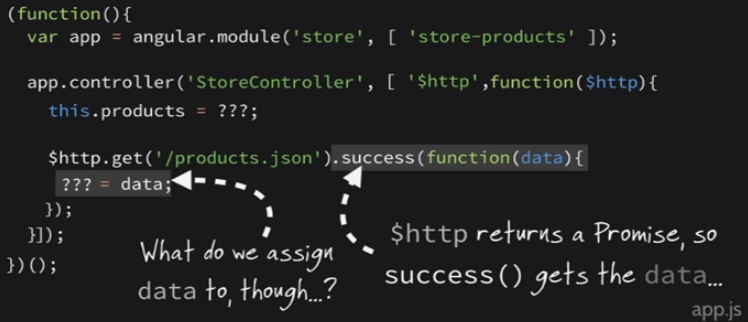 (function(){
var app = angular.module('store', [ 'store-products' ]);
app.controller('StoreController', [ '$http',function($http){
this.products = ???;
$http.get('/products.json').success(function(data){
??? = data;
});
}]);
})();
What do we assign
data to, though...?
$http returns a Promise, so
success() gets the data...
app.js